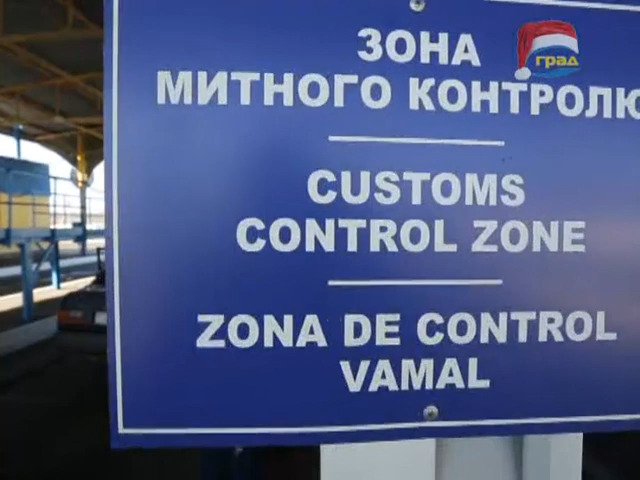 град
ЗОНА
МИТНОГО КОНТРОЛЮ
CUSTOMS
CONTROL ZONE
ZONA DE CONTROL
VAMAL